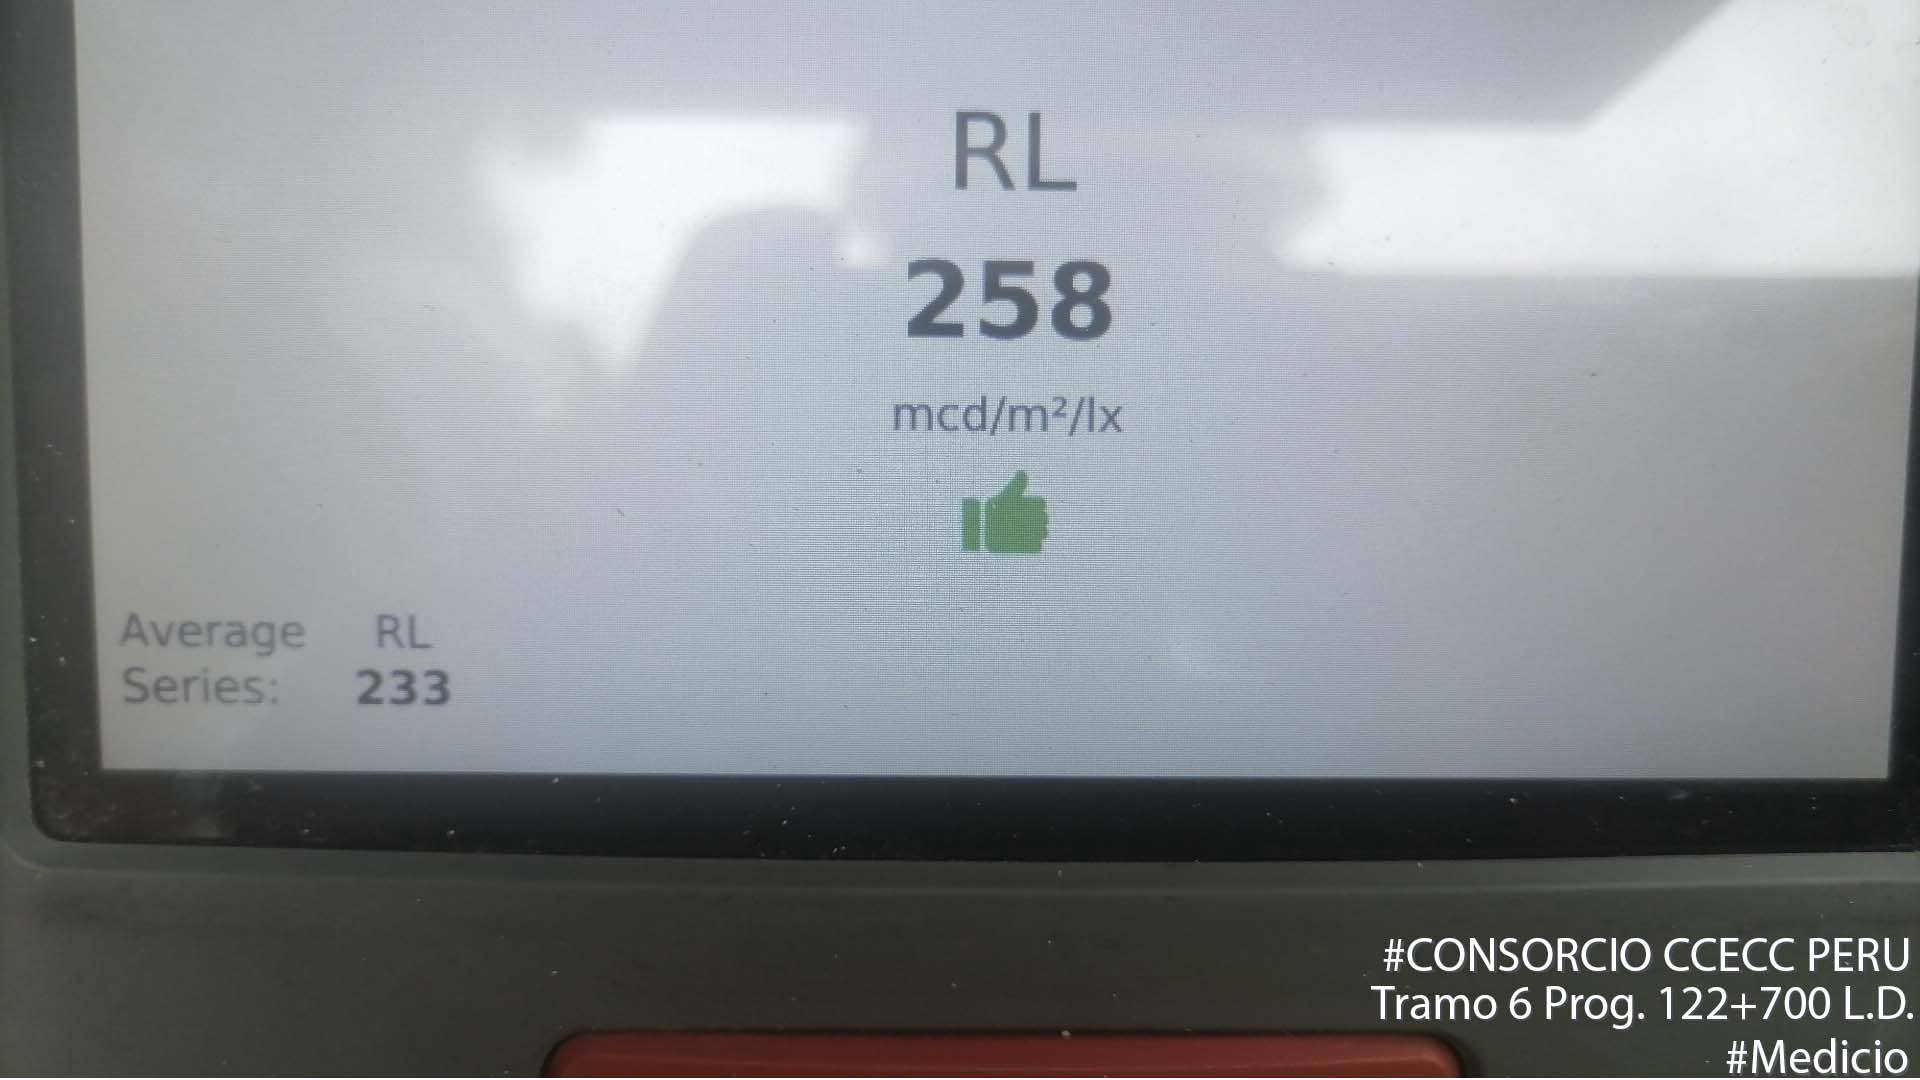 RL
258
mcd/m²/lx
Average RL
Series: 233
#CONSORCIO CCECC PERU
Tramo 6 Prog. 122+700 L.D.
#Medicio